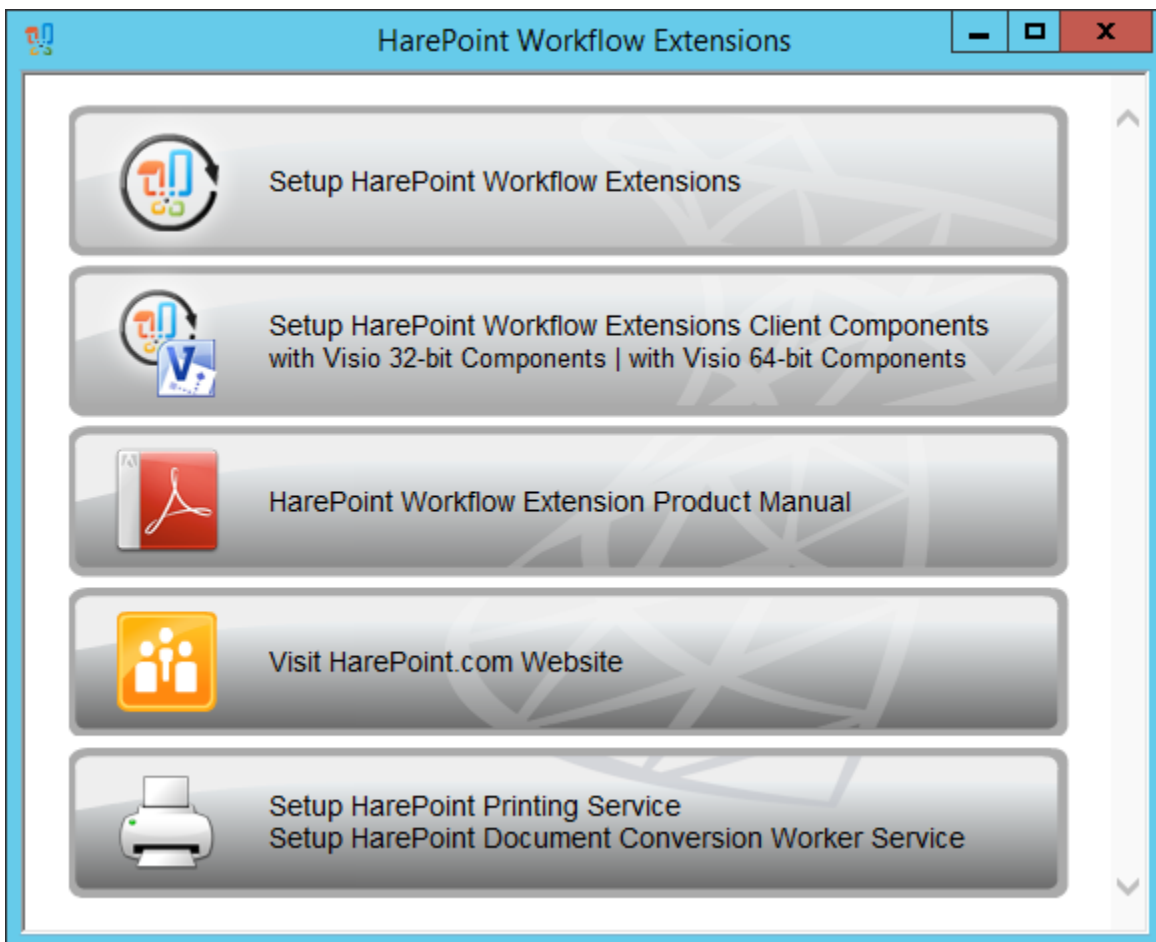 HarePoint Workflow Extensions
Setup HarePoint Workflow Extensions
Setup HarePoint Workflow Extensions Client Components
with Visio 32-bit Components | with Visio 64-bit Components
HarePoint Workflow Extension Product Manual
Visit HarePoint.com Website
Setup HarePoint Printing Service
Setup HarePoint Document Conversion Worker Service